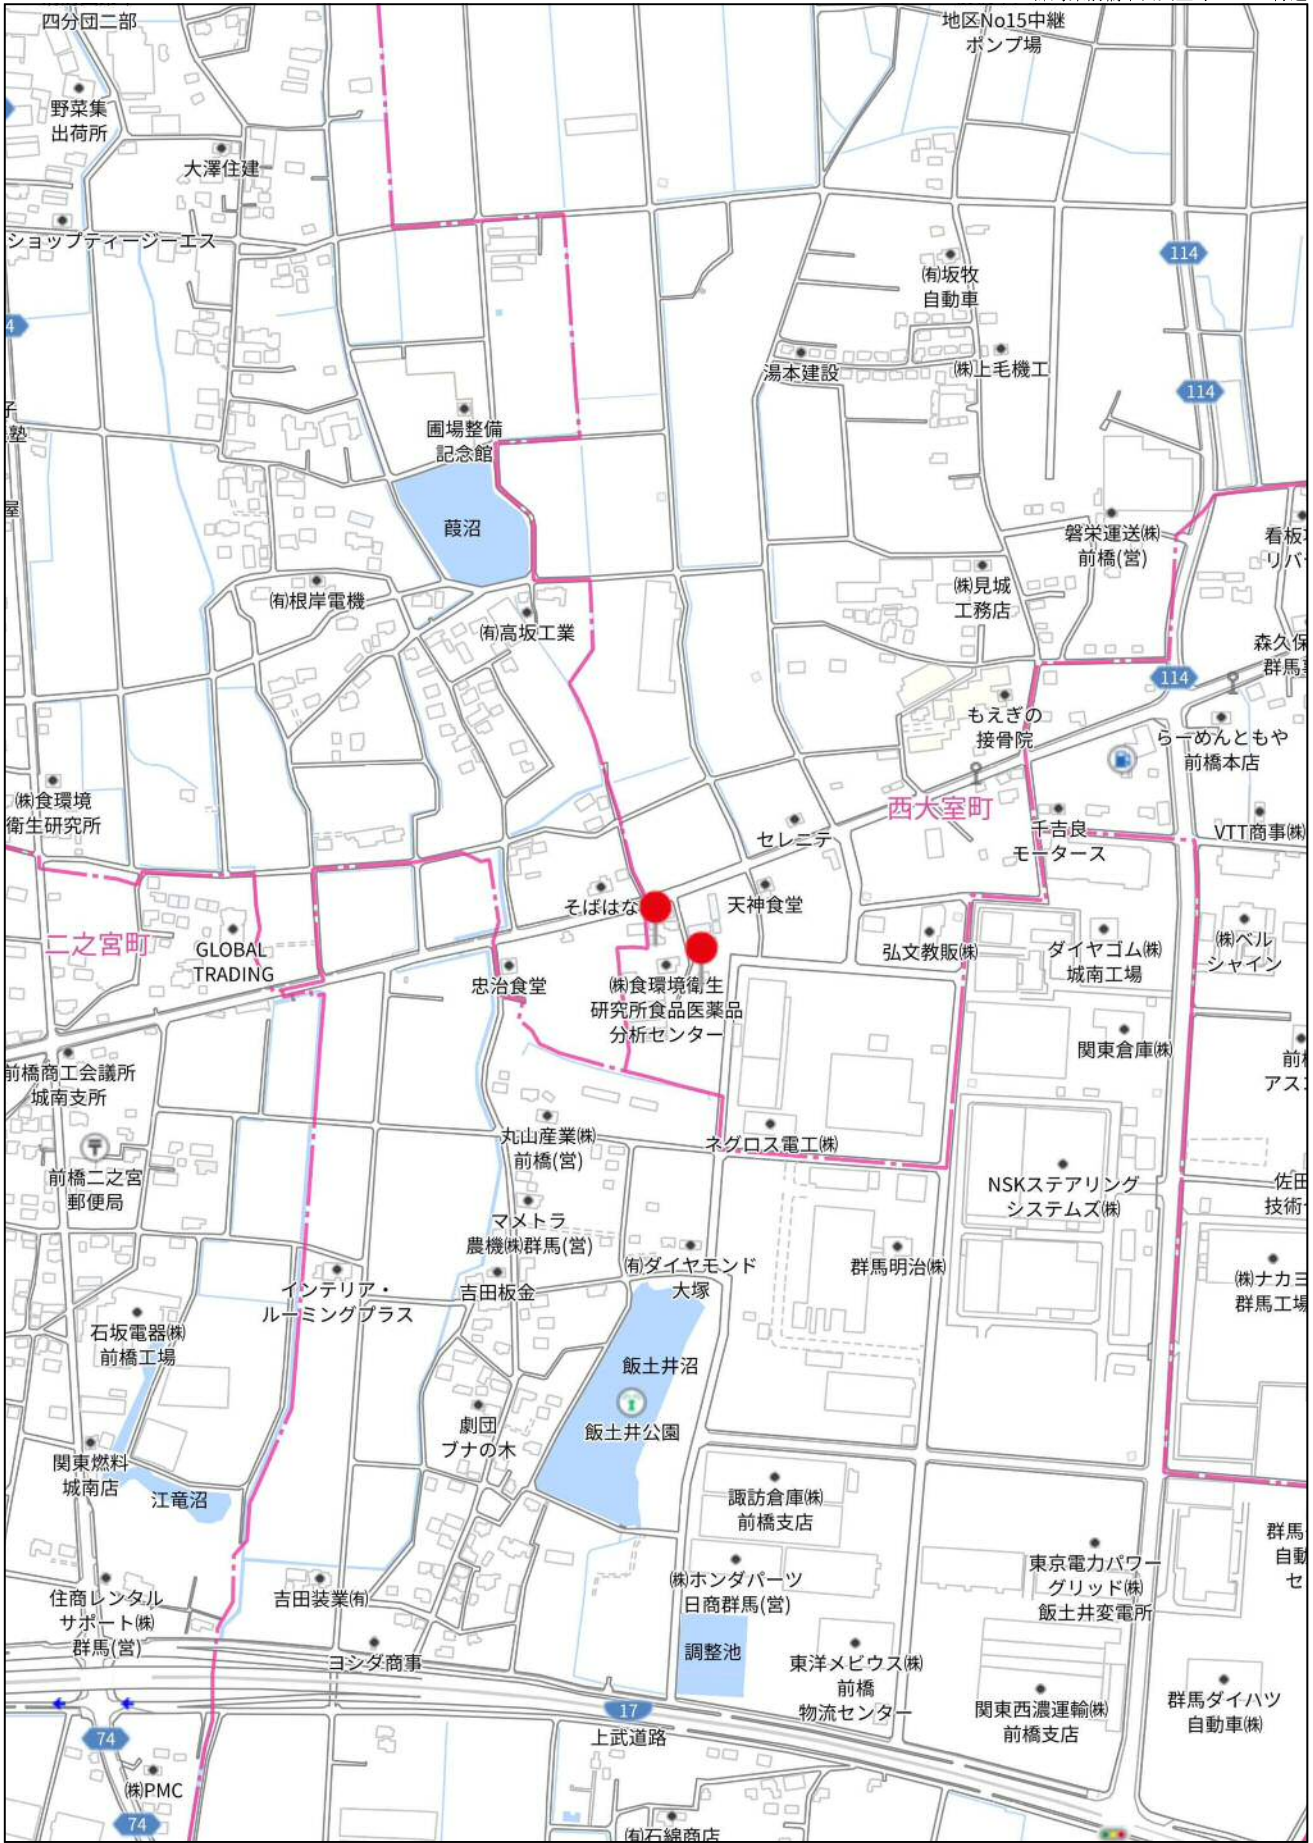 四分団二部
地区No15中継
ポンプ場
野菜集
出荷所
大澤住建
ショップティージーエス
114
㈲坂牧
自動車
4
湯本建設
㈱上毛機工
114
子
塾
圃場整備
記念館
屋
葭沼
磐栄運送㈱
前橋(営)
看板
リパ
㈲根岸電機
㈱見城
工務店
㈲高坂工業
森久保
群馬
114
もえぎの
接骨院
らーめんともや
前橋本店
㈱食環境
衛生研究所
西大室町
セレニテ
千吉良
モータース
VTT商事㈱
そばはな
天神食堂
二之宮町
GLOBAL
TRADING
弘文教販㈱
ダイヤゴム㈱
城南工場
㈱ベル
シャイン
忠治食堂
㈱食環境衛生
研究所食品医薬品
分析センター
関東倉庫㈱
前橋商工会議所
城南支所
前
アス
丸山産業㈱
前橋(営)
ネグロス電工㈱
前橋二之宮
郵便局
NSKステアリング
システムズ㈱
佐田
技術
マメトラ
農機㈱群馬(営)
㈲ダイヤモンド
大塚
群馬明治㈱
㈱ナカヨ
群馬工場
インテリア・
ルーミングプラス
吉田板金
石坂電器㈱
前橋工場
飯土井沼
劇団
ブナの木
飯土井公園
関東燃料
城南店
江竜沼
諏訪倉庫㈱
前橋支店
群馬
自動
セ
東京電力パワー
グリッド㈱
飯土井変電所
住商レンタル
サポート㈱
群馬(営)
吉田装業㈲
㈱ホンダパーツ
日商群馬(営)
調整池
ヨシダ商事
東洋メビウス㈱
前橋
物流センター
関東西濃運輸㈱
前橋支店
群馬ダイハツ
自動車㈱
17
上武道路
74
㈱PMC
74
㈲石綿商店